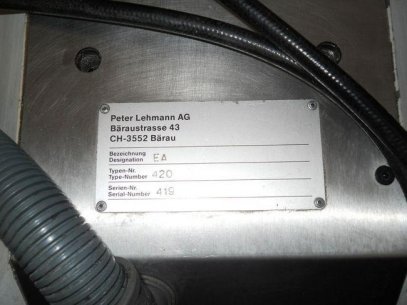 Peter Lehmann AG
Bäraustrasse 43
CH-3552 Bärau
Bezeichnung
Designation EA
Typen-Nr.
Type-Number 420
Serien-Nr.
Serial-Number 419